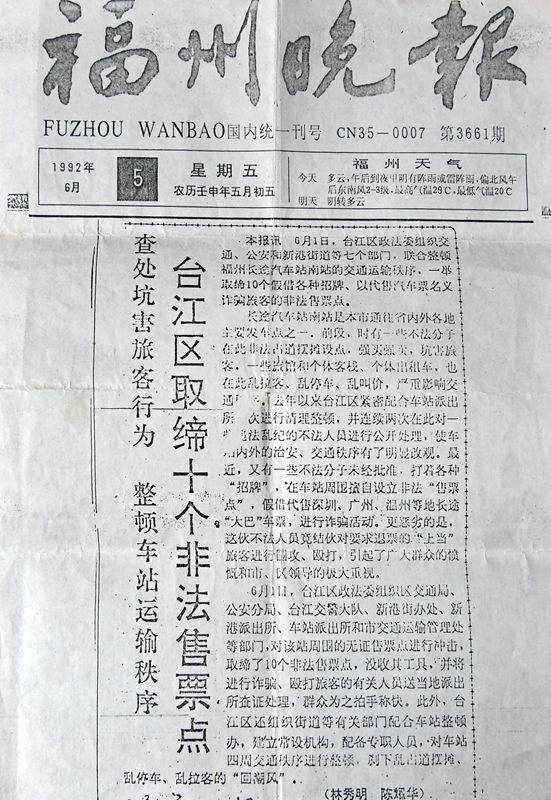 福州晚報
FUZHOU WANBAO国内统一刊号 CN35-0007 第3661期
1992年
6月
5
星期五
农历壬申年五月初五
福州天气
今天 多云,午后到夜里阴有阵雨或雷阵雨,偏北风午
后东南风2-3级,最高气温29℃,最低气温20℃
明天 阴转多云
查处坑害旅客行为 整顿车站运输秩序
台江区取缔十个非法售票点
本报讯 6月1日,台江区政法委组织交
通、公安和新港街道等七个部门,联合整顿
福州长途汽车站南站的交通运输秩序,一举
取缔10个假借各种招牌、以代售汽车票名义
诈骗旅客的非法售票点。
长途汽车站南站是本市通往省内外各地
主要发车点之一。前段,时有一些不法分子
在此非法占道摆摊设点,强买强卖,坑害旅
客,一些旅馆和个体客栈、个体出租车,也
在此乱拉客、乱停车、乱叫价,严重影响交
通 。去年以来台江区紧密配合车站派出
所 次进行清理整顿,并连续两次在此对一
法乱纪的不法人员进行公开处理,使车
站内外的治安、交通秩序有了明显改观。最
近,又有一些不法分子未经批准,打着各种
“招牌”,在车站周围擅自设立非法“售票
点”,假借代售深圳、广州、温州等地长途
“大巴”车票,进行诈骗活动。更恶劣的是,
这伙不法人员竟结伙对要求退票的“上当”
旅客进行围攻、殴打,引起了广大群众的愤
慨和市、区领导的极大重视。
6月1日,台江区政法委组织区交通局、
公安分局、台江交警大队、新港街办处、新
港派出所、车站派出所和市交通运输管理处
等部门,对该站周围的无证售票点进行冲击,
取缔了10个非法售票点,没收其工具,并将
进行诈骗、殴打旅客的有关人员送当地派出
所查证处理,群众为之拍手称快。此外,台
江区还组织街道等有关部门配合车站整顿
办,建立常设机构,配备专职人员,对车站
四周交通秩序进行整顿,刹下乱占道摆摊、
乱停车、乱拉客的“回潮风”。
(林秀明 陈 华)